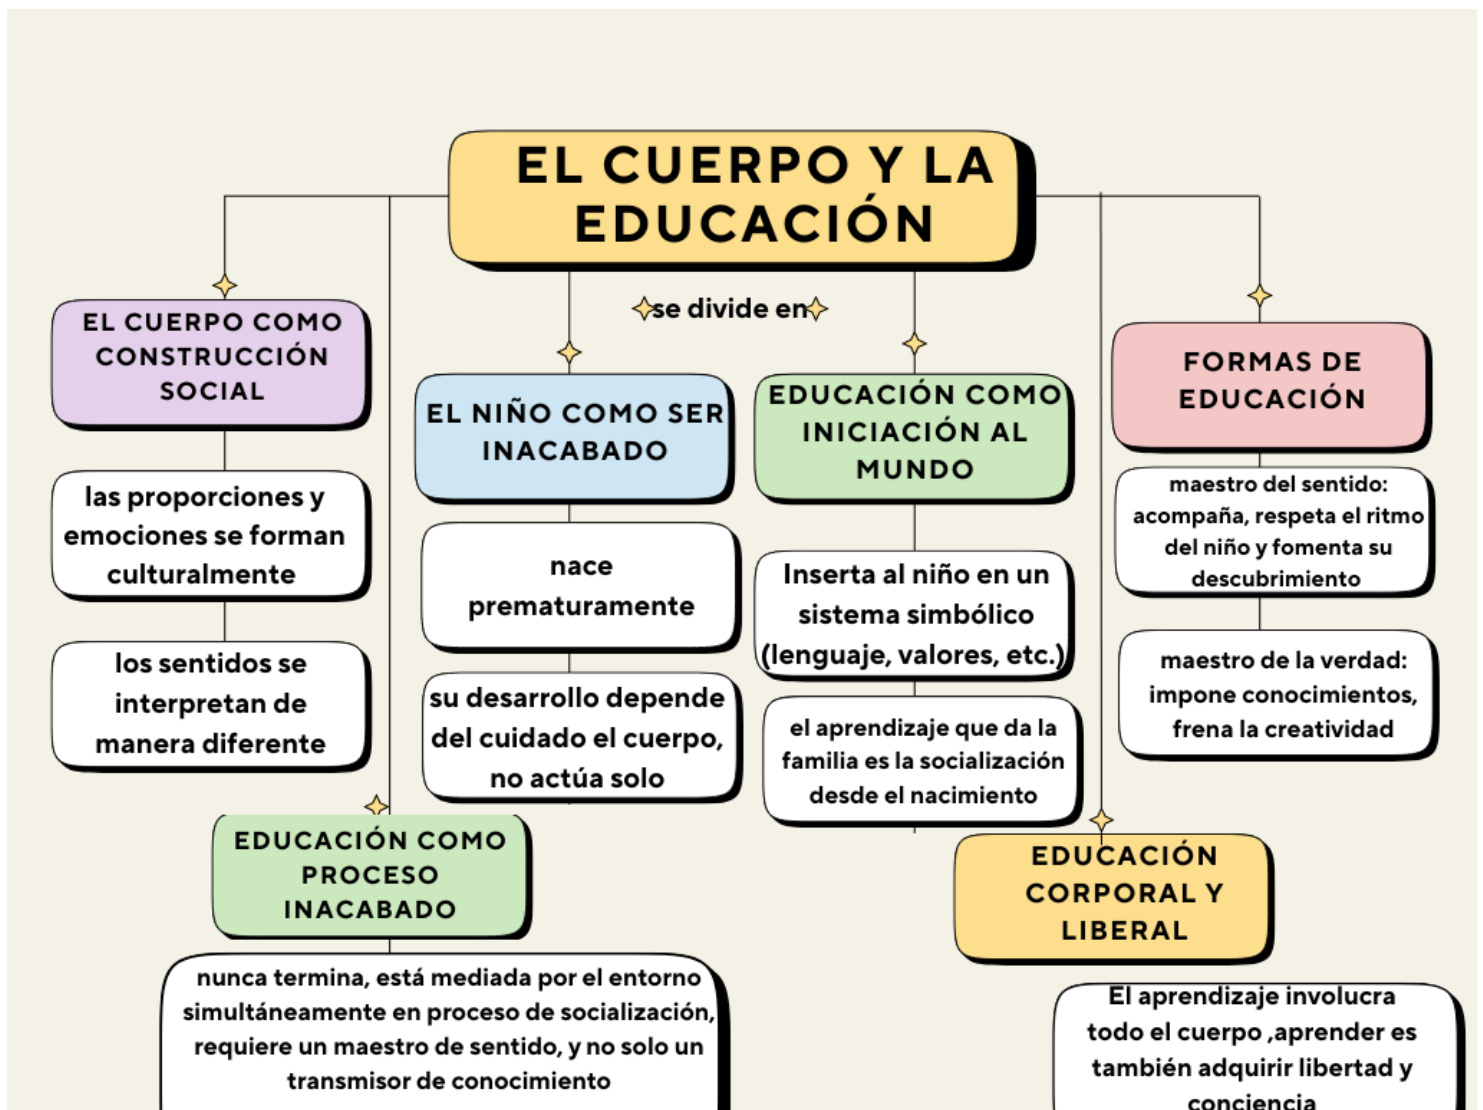 EL CUERPO Y LA
EDUCACIÓN
se divide en
EL CUERPO COMO
CONSTRUCCIÓN
SOCIAL
las proporciones y
emociones se forman
culturalmente
los sentidos se
interpretan de
manera diferente
EL NIÑO COMO SER
INACABADO
nace
prematuramente
su desarrollo depende
del cuidado el cuerpo,
no actúa solo
EDUCACIÓN COMO
INICIACIÓN AL
MUNDO
Inserta al niño en un
sistema simbólico
(lenguaje, valores, etc.)
el aprendizaje que da la
familia es la socialización
desde el nacimiento
FORMAS DE
EDUCACIÓN
maestro del sentido:
acompaña, respeta el ritmo
del niño y fomenta su
descubrimiento
maestro de la verdad:
impone conocimientos,
frena la creatividad
EDUCACIÓN COMO
PROCESO
INACABADO
nunca termina, está mediada por el entorno
simultáneamente en proceso de socialización,
requiere un maestro de sentido, y no solo un
transmisor de conocimiento
EDUCACIÓN
CORPORAL Y
LIBERAL
El aprendizaje involucra
todo el cuerpo ,aprender es
también adquirir libertad y
conciencia